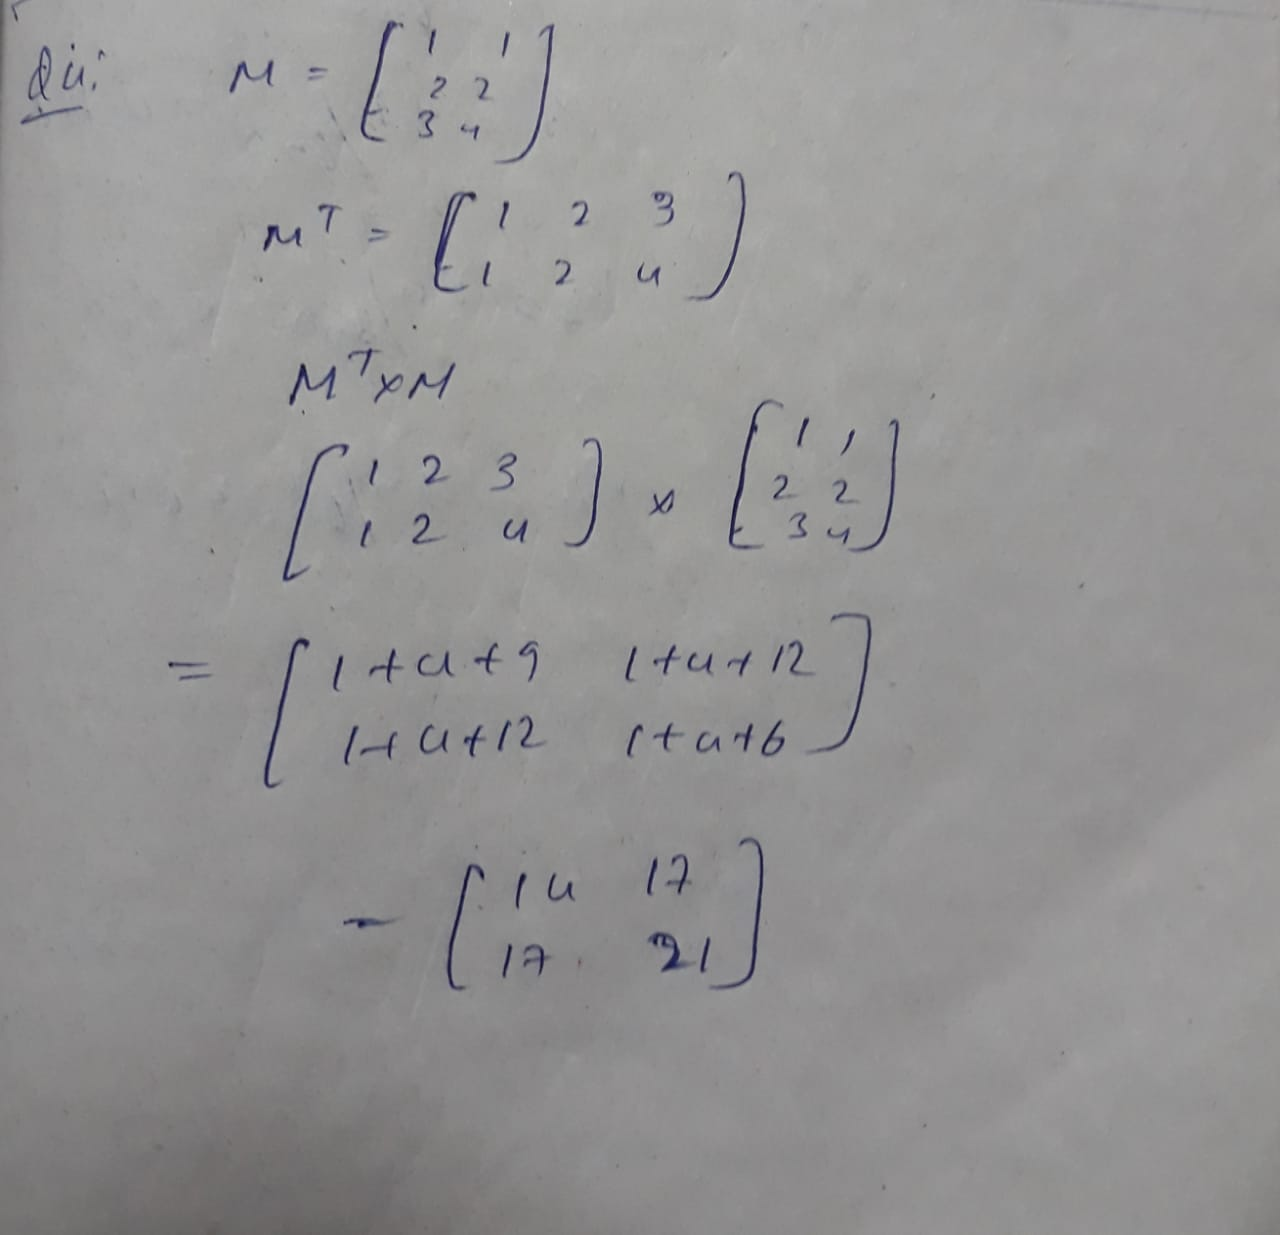 Qii:
M = [ 1 1
2 2
3 4 ]
M^T = [ 1 2 3
1 2 4 ]
M^T × M
[ 1 2 3
1 2 4 ] × [ 1 1
2 2
3 4 ]
= [ 1+4+9 1+4+12
1+4+12 1+4+6 ]
- [ 14 17
17 21 ]